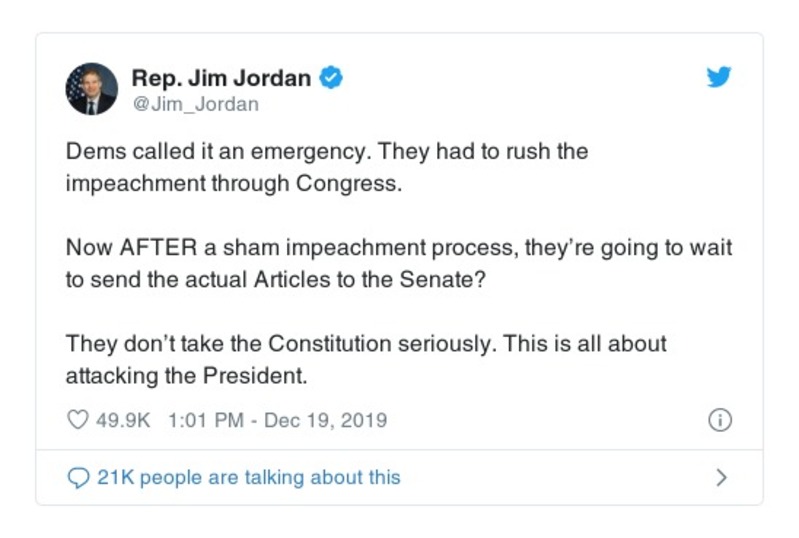 Rep. Jim Jordan
@Jim_Jordan
Dems called it an emergency. They had to rush the
impeachment through Congress.
Now AFTER a sham impeachment process, they’re going to wait
to send the actual Articles to the Senate?
They don’t take the Constitution seriously. This is all about
attacking the President.
49.9K 1:01 PM - Dec 19, 2019
21K people are talking about this